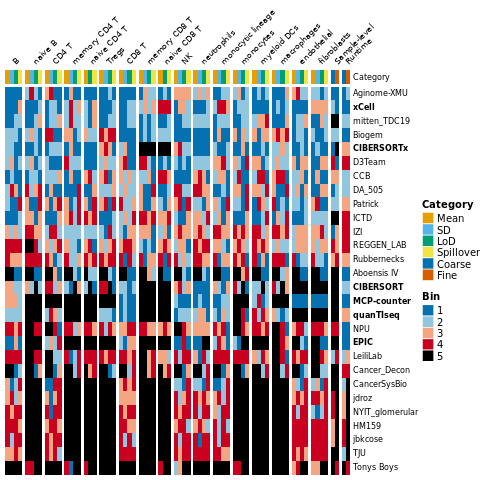 B
naive B
CD4 T
memory CD4 T
naive CD4 T
Tregs
CD8 T
memory CD8 T
naive CD8 T
NK
neutrophils
monocytic lineage
monocytes
myeloid DCs
macrophages
endothelial
fibroblasts
Sample-level
Runtime
Category
Aginome-XMU
xCell
mitten_TDC19
Biogem
CIBERSORTx
D3Team
CCB
DA_505
Patrick
ICTD
IZI
REGGEN_LAB
Rubbernecks
Aboensis IV
CIBERSORT
MCP-counter
quanTIseq
NPU
EPIC
LeiliLab
Cancer_Decon
CancerSysBio
jdroz
NYIT_glomerular
HM159
jbkcose
TJU
Tonys Boys
Category
Mean
SD
LoD
Spillover
Coarse
Fine
Bin
1
2
3
4
5